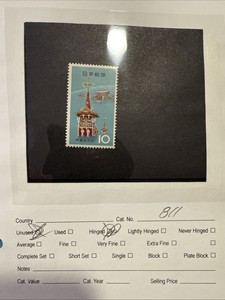 日本郵便
10
Country Cat. No. 811
Unused Used Hinged Lightly Hinged Never Hinged
Average Fine Very Fine Extra Fine
Complete Set Short Set Single Block Plate Block
Notes
Catalog Value Cat. Year Selling Price